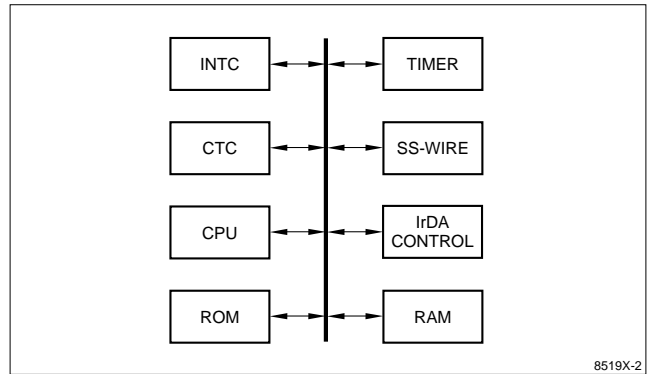 INTC
TIMER
CTC
SS-WIRE
CPU
IrDA
CONTROL
ROM
RAM
8519X-2